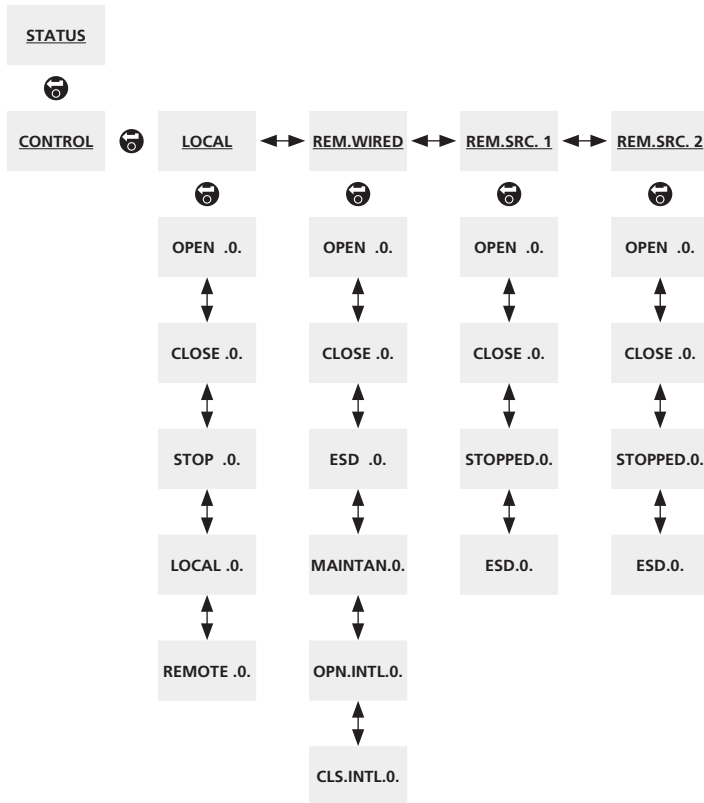 STATUS
CONTROL LOCAL REM.WIRED REM.SRC. 1 REM.SRC. 2
OPEN .0. OPEN .0. OPEN .0. OPEN .0.
CLOSE .0. CLOSE .0. CLOSE .0. CLOSE .0.
STOP .0. ESD .0. STOPPED.0. STOPPED.0.
LOCAL .0. MAINTAN.0. ESD.0. ESD.0.
REMOTE .0. OPN.INTL.0.
CLS.INTL.0.